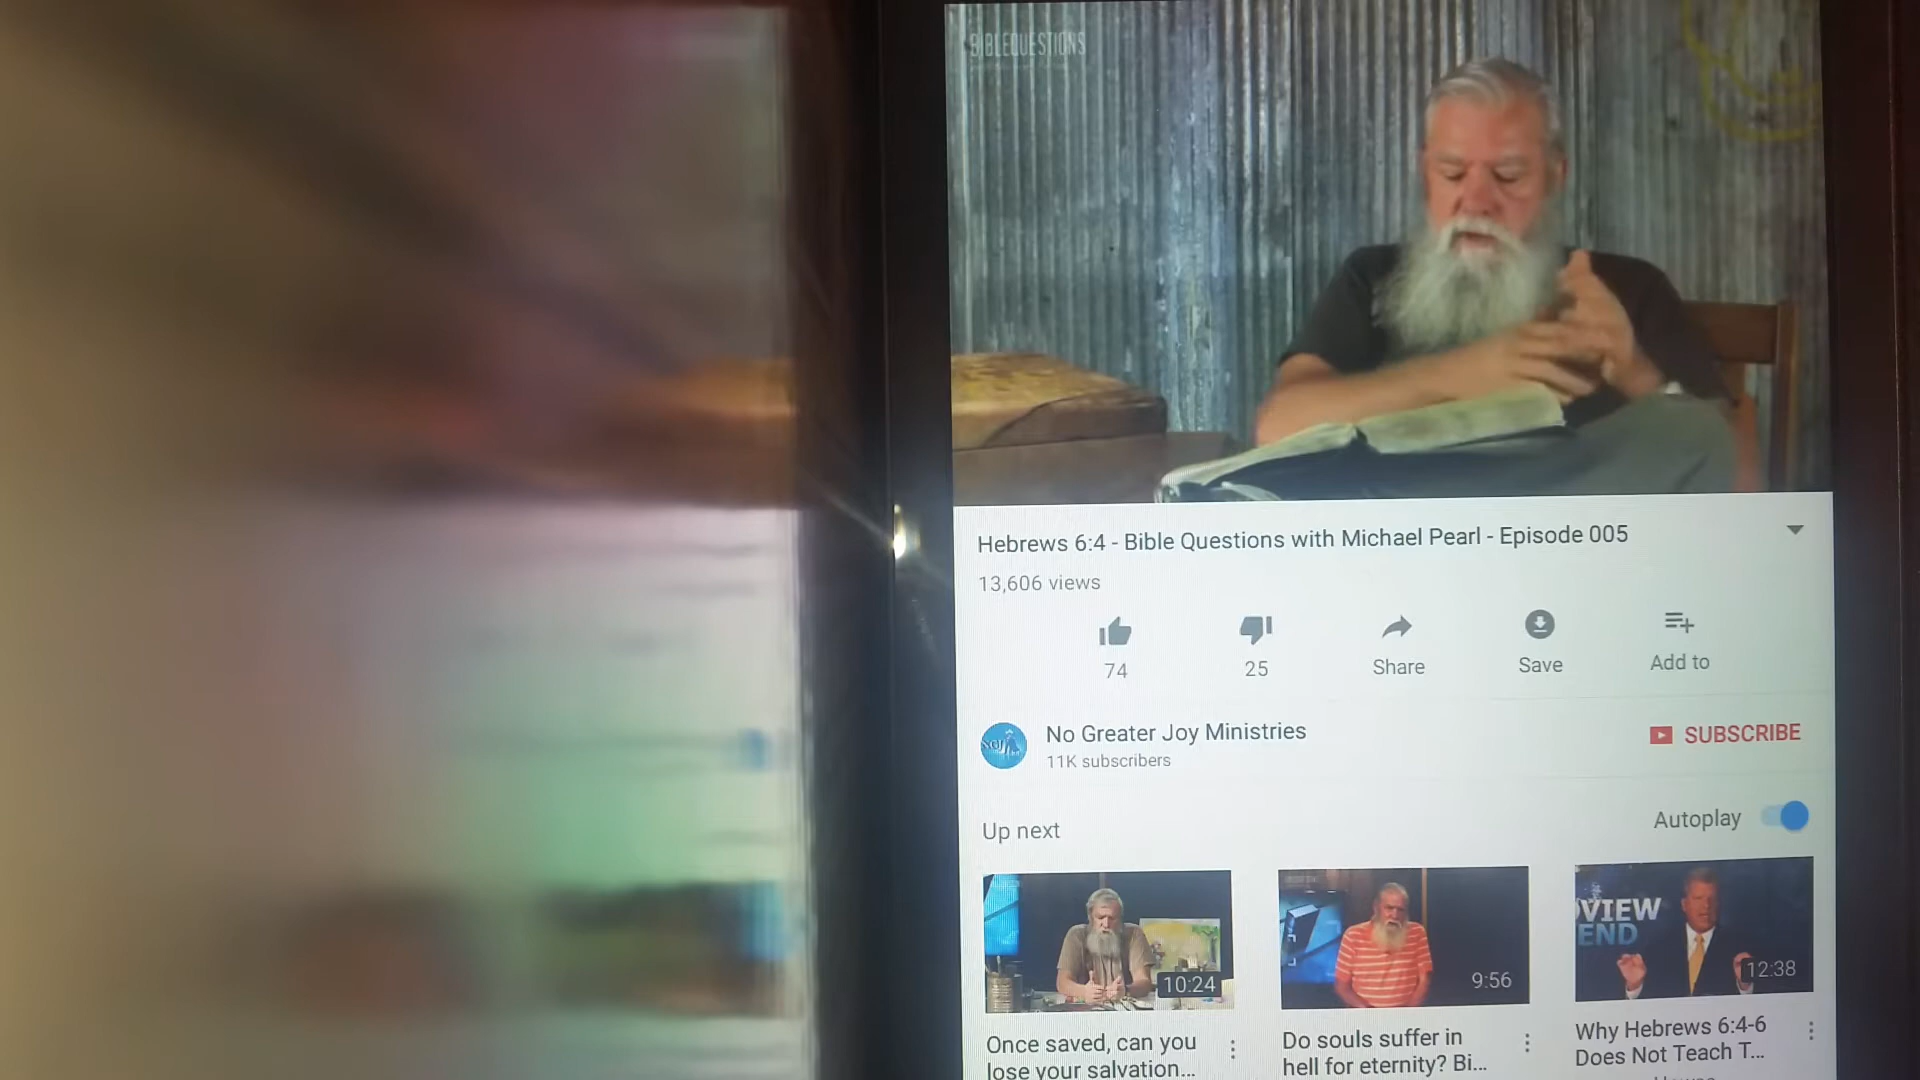 BIBLEQUESTIONS
Hebrews 6:4 - Bible Questions with Michael Pearl - Episode 005
13,606 views
74
25
Share
Save
Add to
NGJ
No Greater Joy Ministries
11K subscribers
SUBSCRIBE
Up next
Autoplay
10:24
9:56
VIEW
END
12:38
Once saved, can you
lose your salvation...
Do souls suffer in
hell for eternity? Bi...
Why Hebrews 6:4-6
Does Not Teach T...